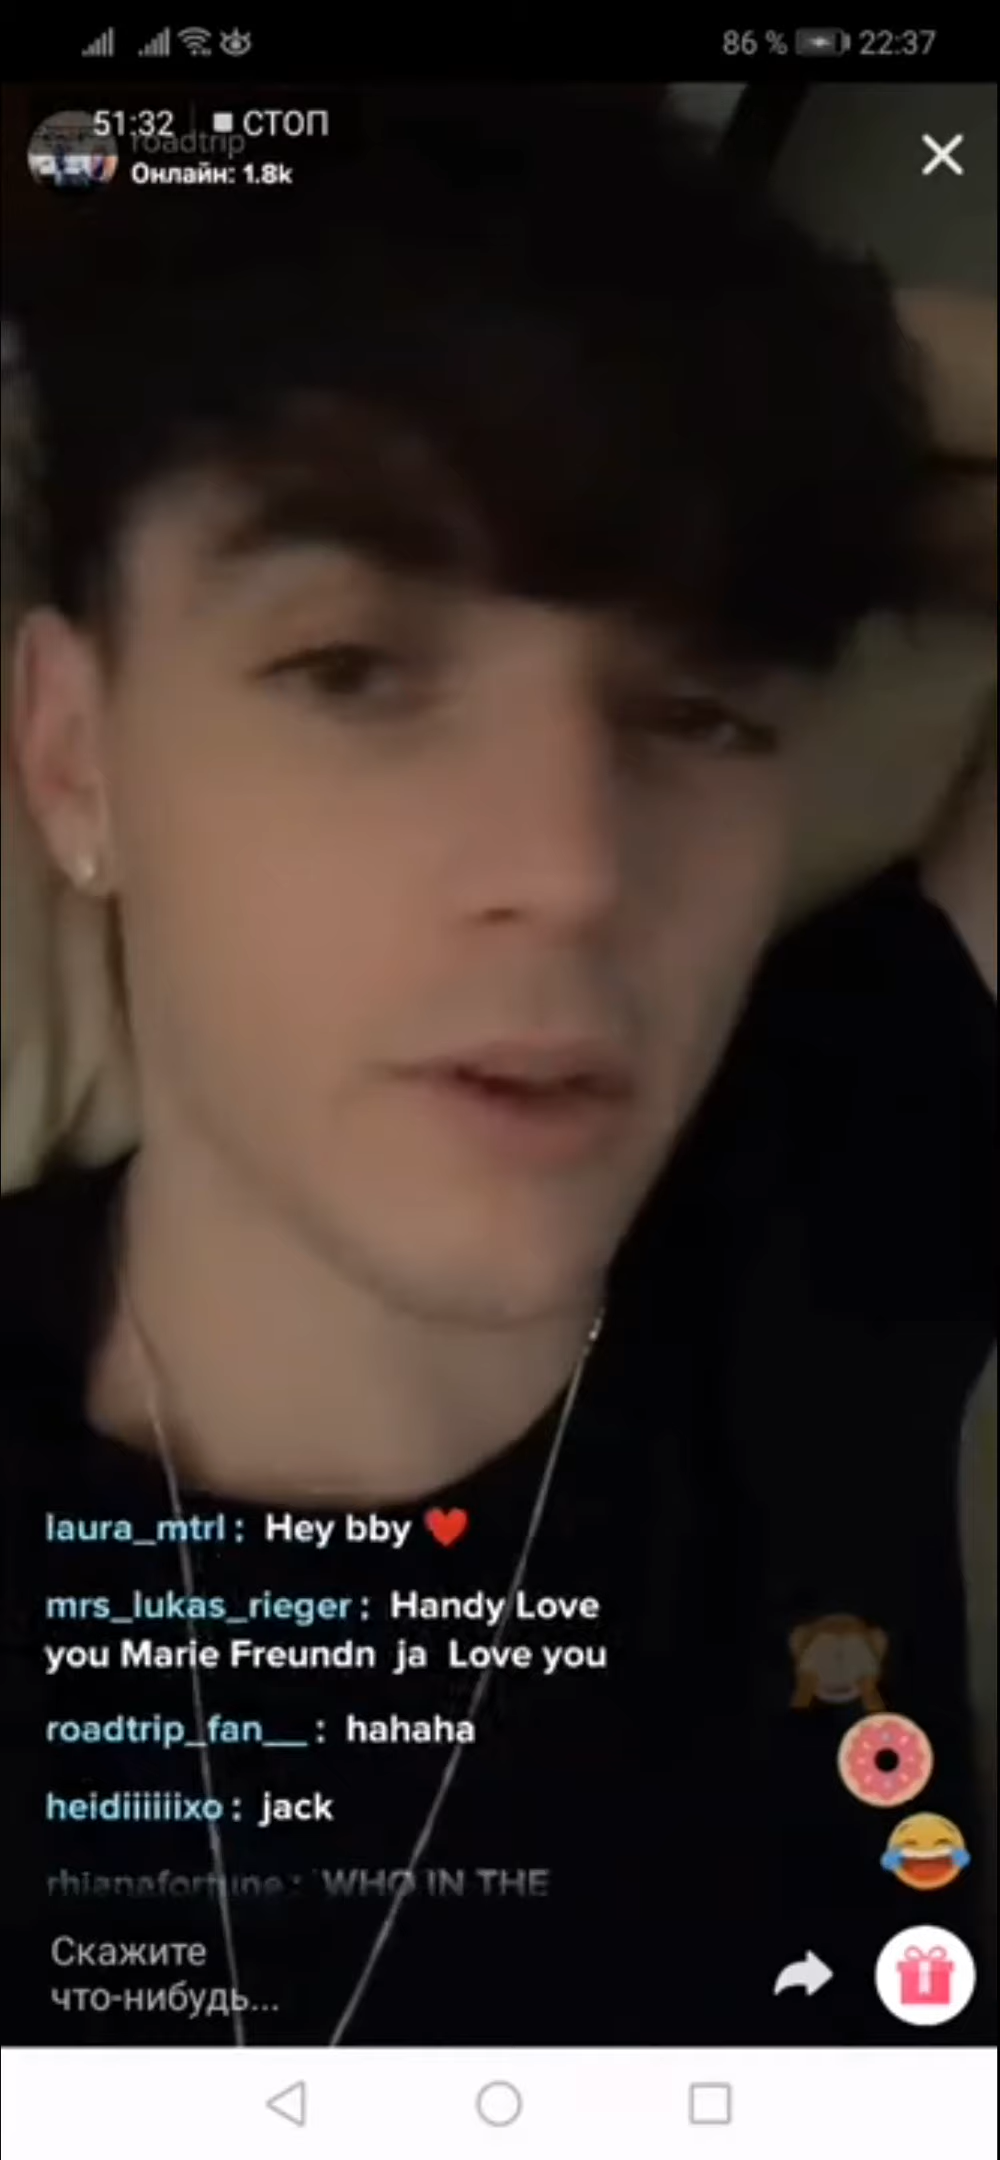 86 % 22:37
51:32 СТОП
roadtrip
Онлайн: 1.8k
laura_mtrl : Hey bby ❤️
mrs_lukas_rieger : Handy Love
you Marie Freundn ja Love you
roadtrip_fan__ : hahaha
heidiiiiiixo : jack
rhianafortune : WHO IN THE
Скажите
что-нибудь...